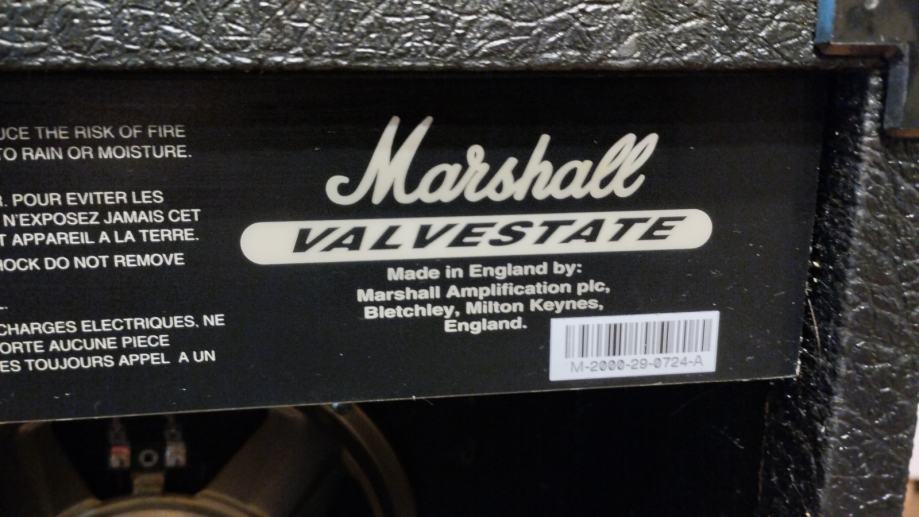 UCE THE RISK OF FIRE
TO RAIN OR MOISTURE.
R. POUR EVITER LES
N'EXPOSEZ JAMAIS CET
T APPAREIL A LA TERRE.
HOCK DO NOT REMOVE
L.
CHARGES ELECTRIQUES, NE
ORTE AUCUNE PIECE
ES TOUJOURS APPEL A UN
Marshall
VALVESTATE
Made in England by:
Marshall Amplification plc,
Bletchley, Milton Keynes,
England.
M-2000-29-0724-A